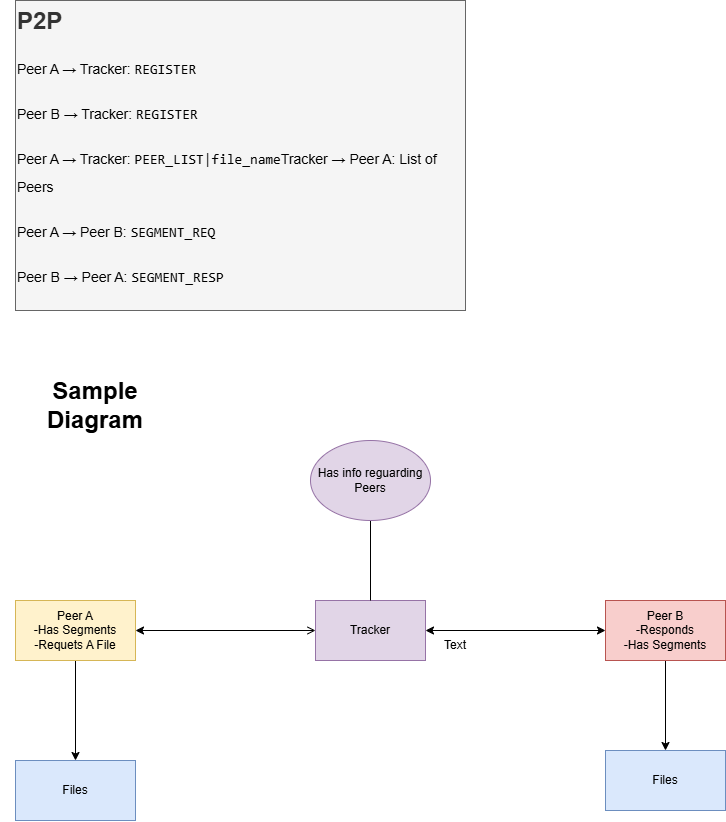 P2P
Peer A → Tracker: REGISTER
Peer B → Tracker: REGISTER
Peer A → Tracker: PEER_LIST|file_nameTracker → Peer A: List of
Peers
Peer A → Peer B: SEGMENT_REQ
Peer B → Peer A: SEGMENT_RESP
Sample
Diagram
Has info reguarding
Peers
Peer A
-Has Segments
-Requets A File
Tracker
Text
Peer B
-Responds
-Has Segments
Files
Files